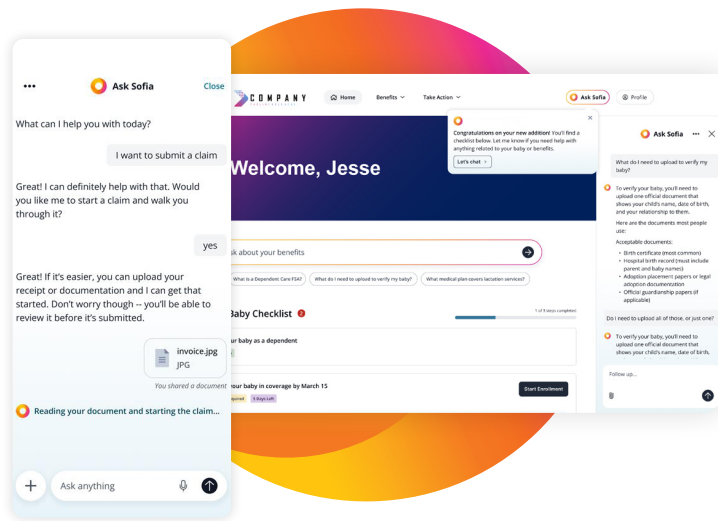 Ask Sofia
Close
What can I help you with today?
I want to submit a claim
Great! I can definitely help with that. Would
you like me to start a claim and walk you
through it?
yes
Great! If it's easier, you can upload your
receipt or documentation and I can get that
started. Don't worry though -- you'll be able to
review it before it's submitted.
invoice.jpg
JPG
You shared a document
Reading your document and starting the claim...
Ask anything
COMPANY
Home
Benefits
Take Action
Ask Sofia
Profile
Congratulations on your new addition! You'll find a
checklist below. Let me know if you need help with
anything related to your baby or benefits.
Let's chat
Welcome, Jesse
sk about your benefits
What is a Dependent Care FSA?
What do I need to upload to verify my baby?
What medical plan covers lactation services?
Baby Checklist 2
1 of 3 steps completed
ur baby as a dependent
your baby in coverage by March 15
5 Days Left
Start Enrollment
Ask Sofia
What do I need to upload to verify my
baby?
To verify your baby, you'll need to
upload one official document that
shows your child's name, date of birth,
and your relationship to them.
Here are the documents most people
use:
Acceptable documents:
• Birth certificate (most common)
• Hospital birth record (must include
parent and baby names)
• Adoption placement papers or legal
adoption documentation
• Official guardianship papers (if
applicable)
Do I need to upload all of those, or just one?
To verify your baby, you'll need to
upload one official document that
shows your child's name, date of birth,
Follow up...